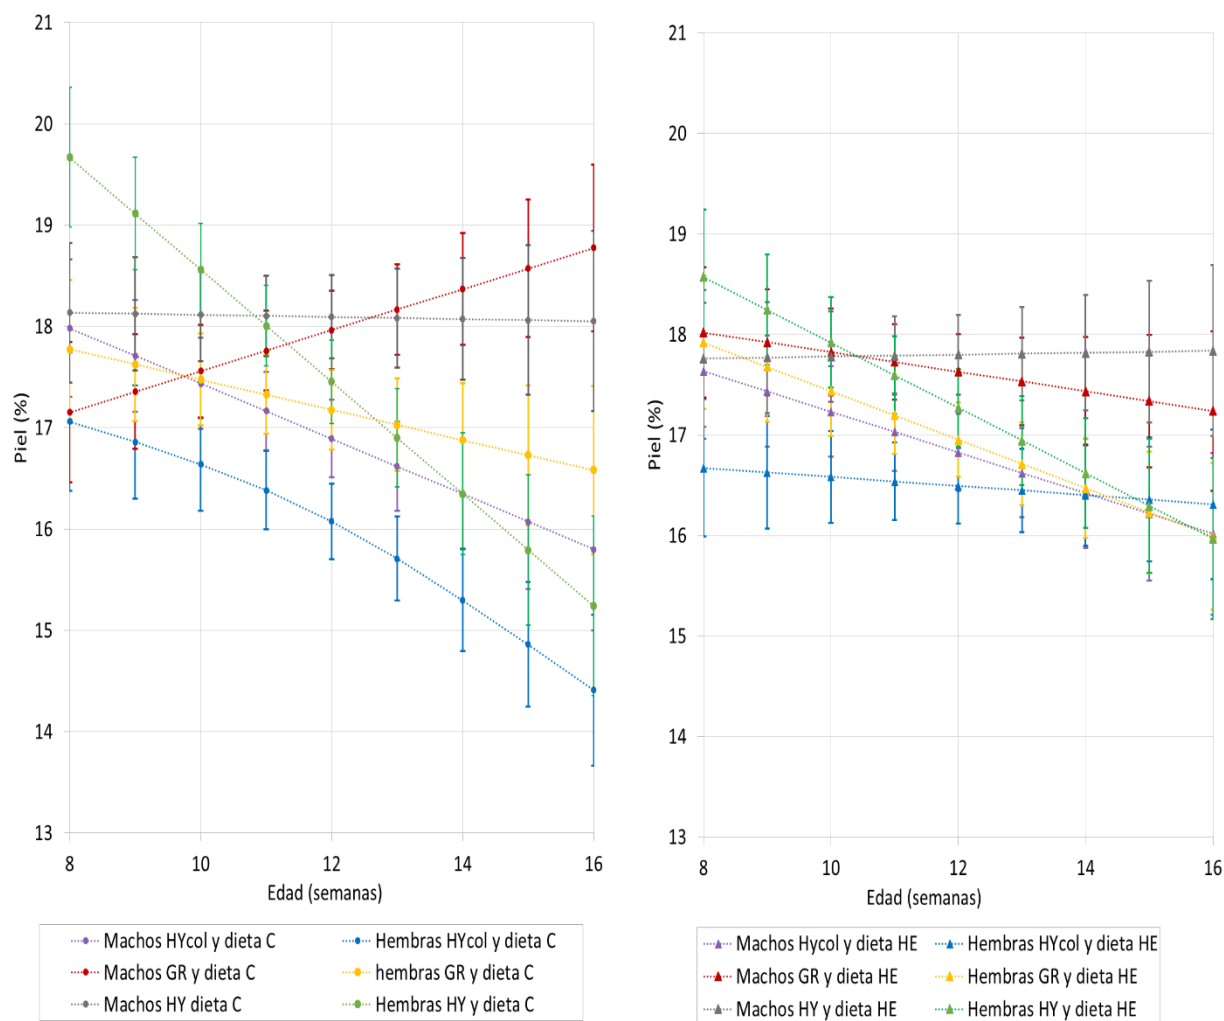 21
20
19
18
17
16
15
14
13
Piel (%)
8
10
12
14
16
Edad (semanas)
Machos HYcol y dieta C
Hembras HYcol y dieta C
Machos GR y dieta C
hembras GR y dieta C
Machos HY dieta C
Hembras HY y dieta C
21
20
19
18
17
16
15
14
13
Piel (%)
8
10
12
14
16
Edad (semanas)
Machos Hycol y dieta HE
Hembras HYcol y dieta HE
Machos GR y dieta HE
Hembras GR y dieta HE
Machos HY y dieta HE
Hembras HY y dieta HE